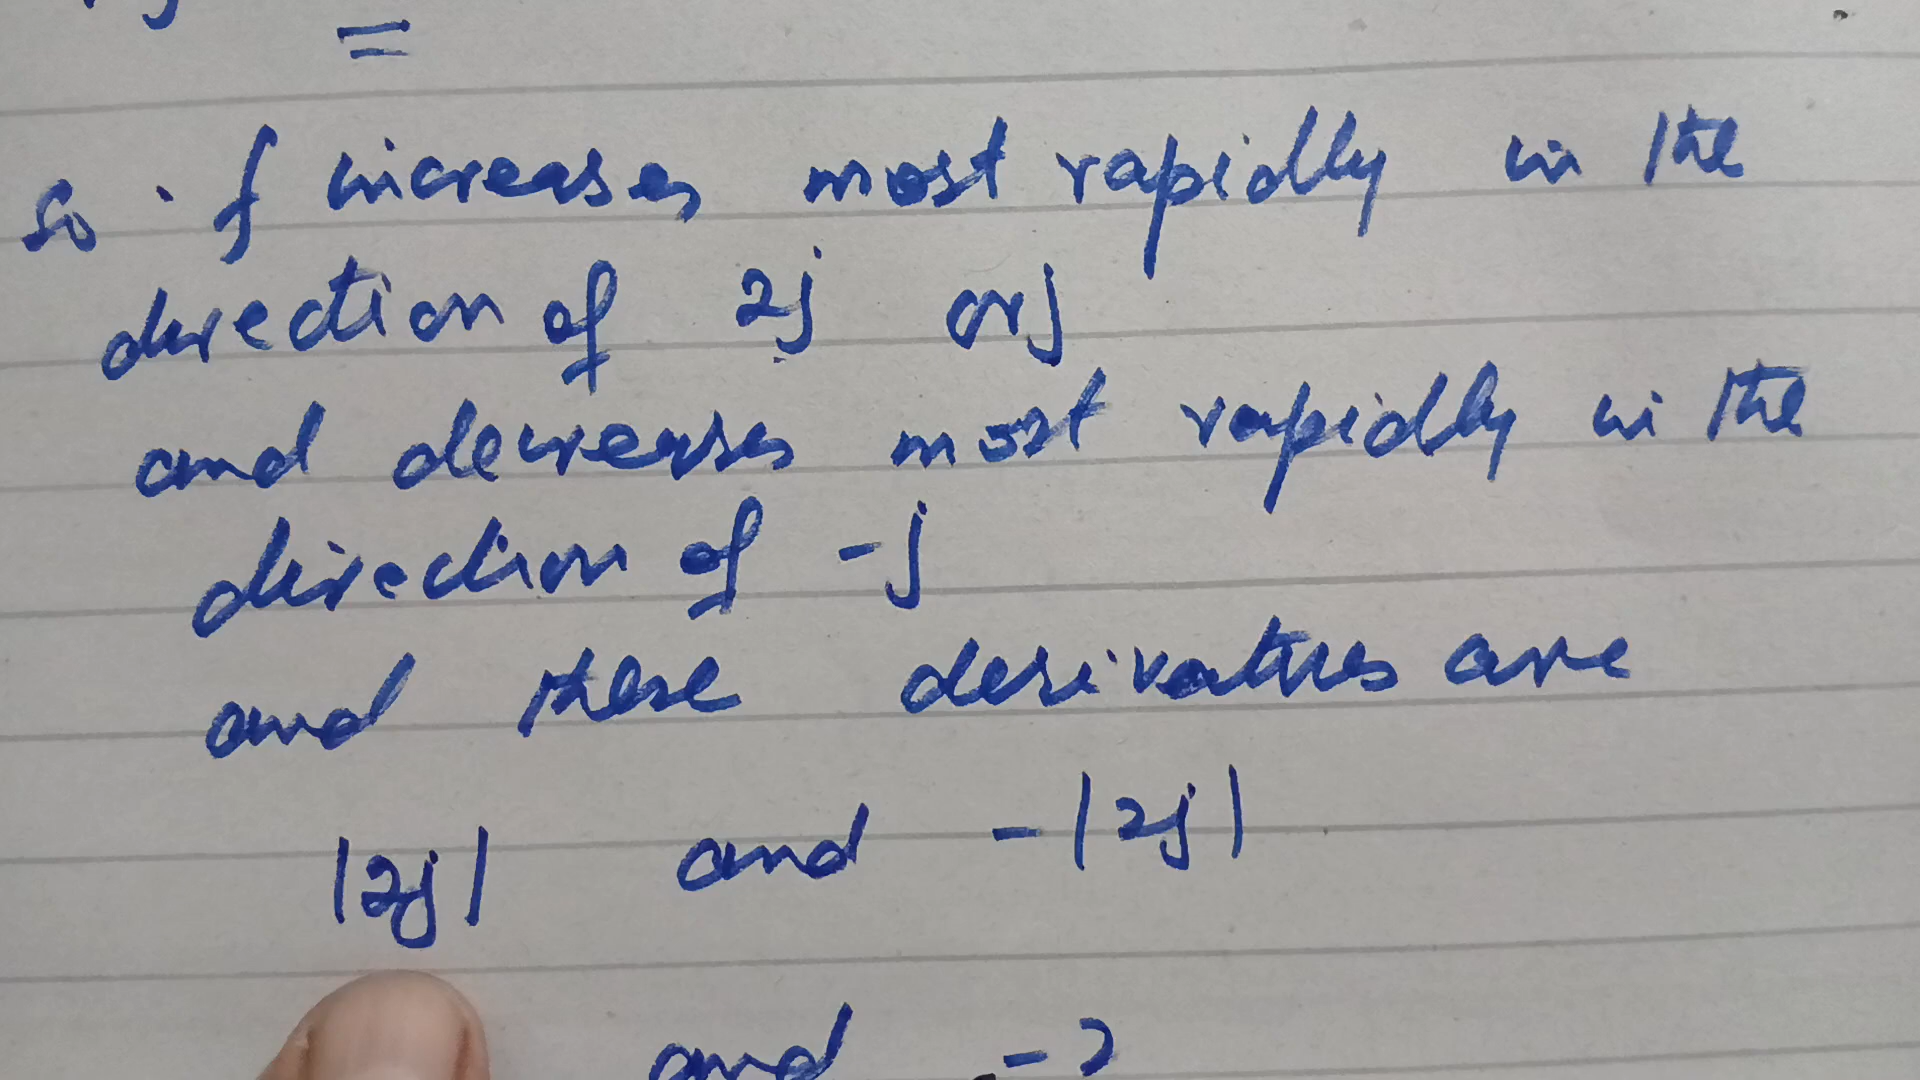 =
so f increases most rapidly in the
direction of 2j or j
and decreases most rapidly in the
direction of -j
and these derivatives are
|2j| and -|2j|
and -2